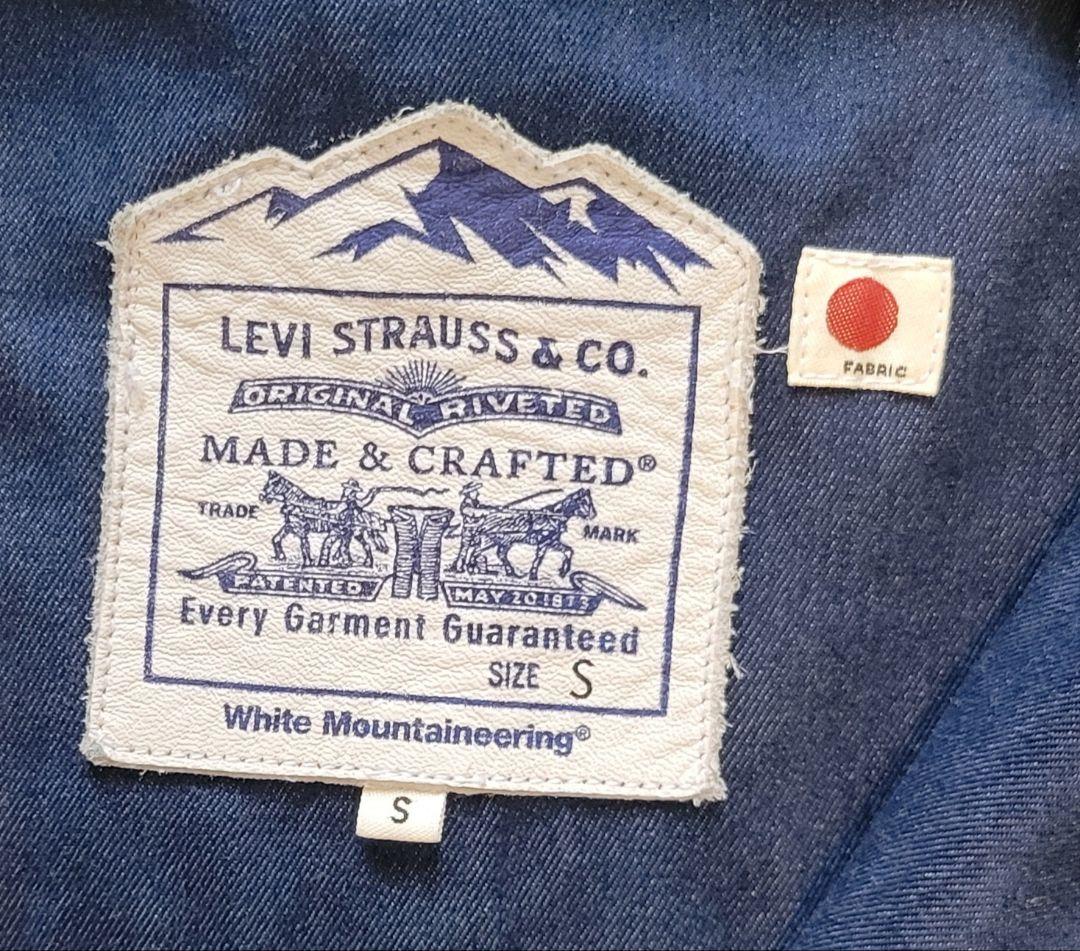 LEVI STRAUSS & CO.
ORIGINAL RIVETED
MADE & CRAFTED®
TRADE MARK
PATENTED MAY 20 1873
Every Garment Guaranteed
SIZE S
White Mountaineering®
S
FABRIC